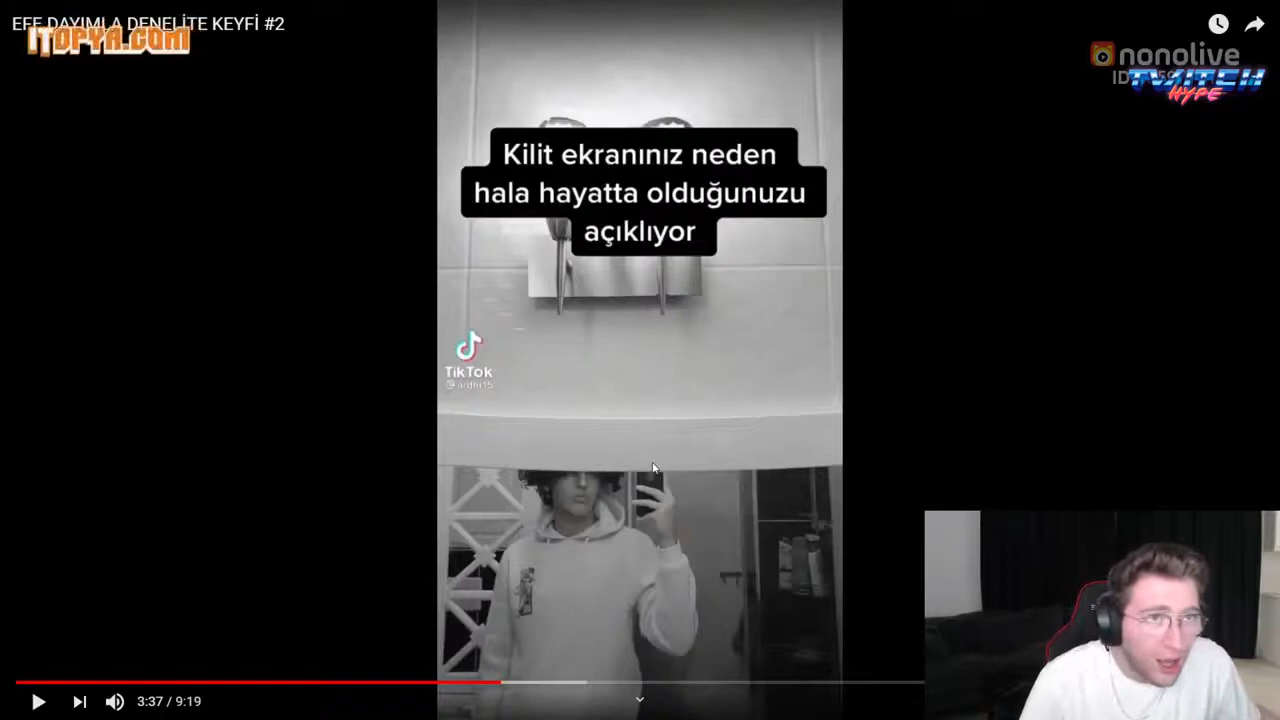 EFE DAYIMLA DENELİTE KEYFİ #2
ITOPYA.COM
nonolive
TWITCH
HYPE
Kilit ekranınız neden
hala hayatta olduğunuzu
açıklıyor
TikTok
3:37 / 9:19